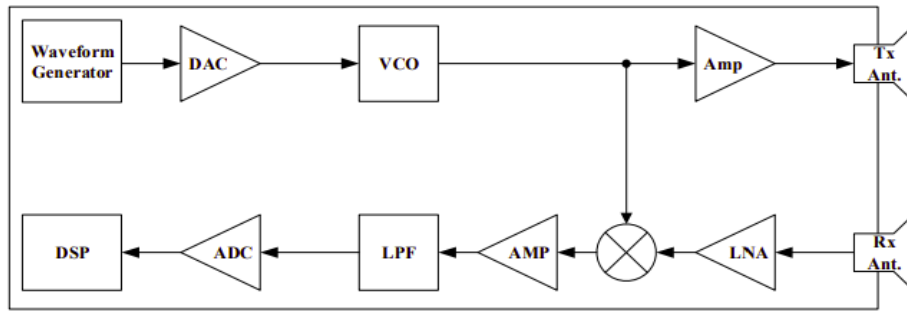 Waveform
Generator
DAC
VCO
Amp
Tx
Ant.
DSP
ADC
LPF
AMP
LNA
Rx
Ant.